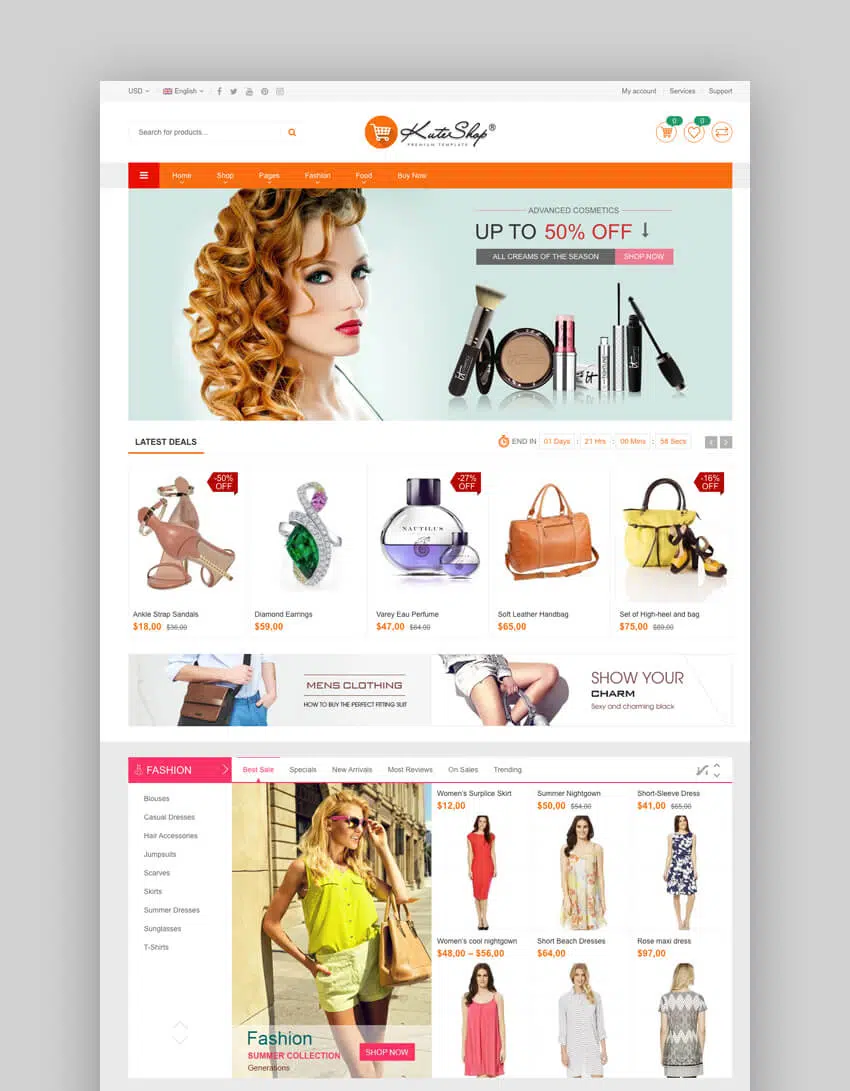 USD English
My account Services Support
Search for products...
KuteShop®
PREMIUM TEMPLATE
0 0
Home Shop Pages Fashion Food Buy Now
ADVANCED COSMETICS
UP TO 50% OFF
ALL CREAMS OF THE SEASON SHOP NOW
LATEST DEALS
END IN 01 Days : 21 Hrs : 00 Mins : 58 Secs
-50% OFF
-27% OFF
-16% OFF
NAUTILUS
Ankle Strap Sandals
$18,00 $36,00
Diamond Earrings
$59,00
Varey Eau Perfume
$47,00 $64,00
Soft Leather Handbag
$65,00
Set of High-heel and bag
$75,00 $89,00
MENS CLOTHING
HOW TO BUY THE PERFECT FITTING SUIT
SHOW YOUR
CHARM
Sexy and charming black
FASHION
Best Sale Specials New Arrivals Most Reviews On Sales Trending
Blouses
Casual Dresses
Hair Accessories
Jumpsuits
Scarves
Skirts
Summer Dresses
Sunglasses
T-Shirts
Fashion
SUMMER COLLECTION
Generations
SHOP NOW
Women's Surplice Skirt
$12,00
Summer Nightgown
$50,00 $54,00
Short-Sleeve Dress
$41,00 $65,00
Women's cool nightgown
$48,00 – $56,00
Short Beach Dresses
$64,00
Rose maxi dress
$97,00